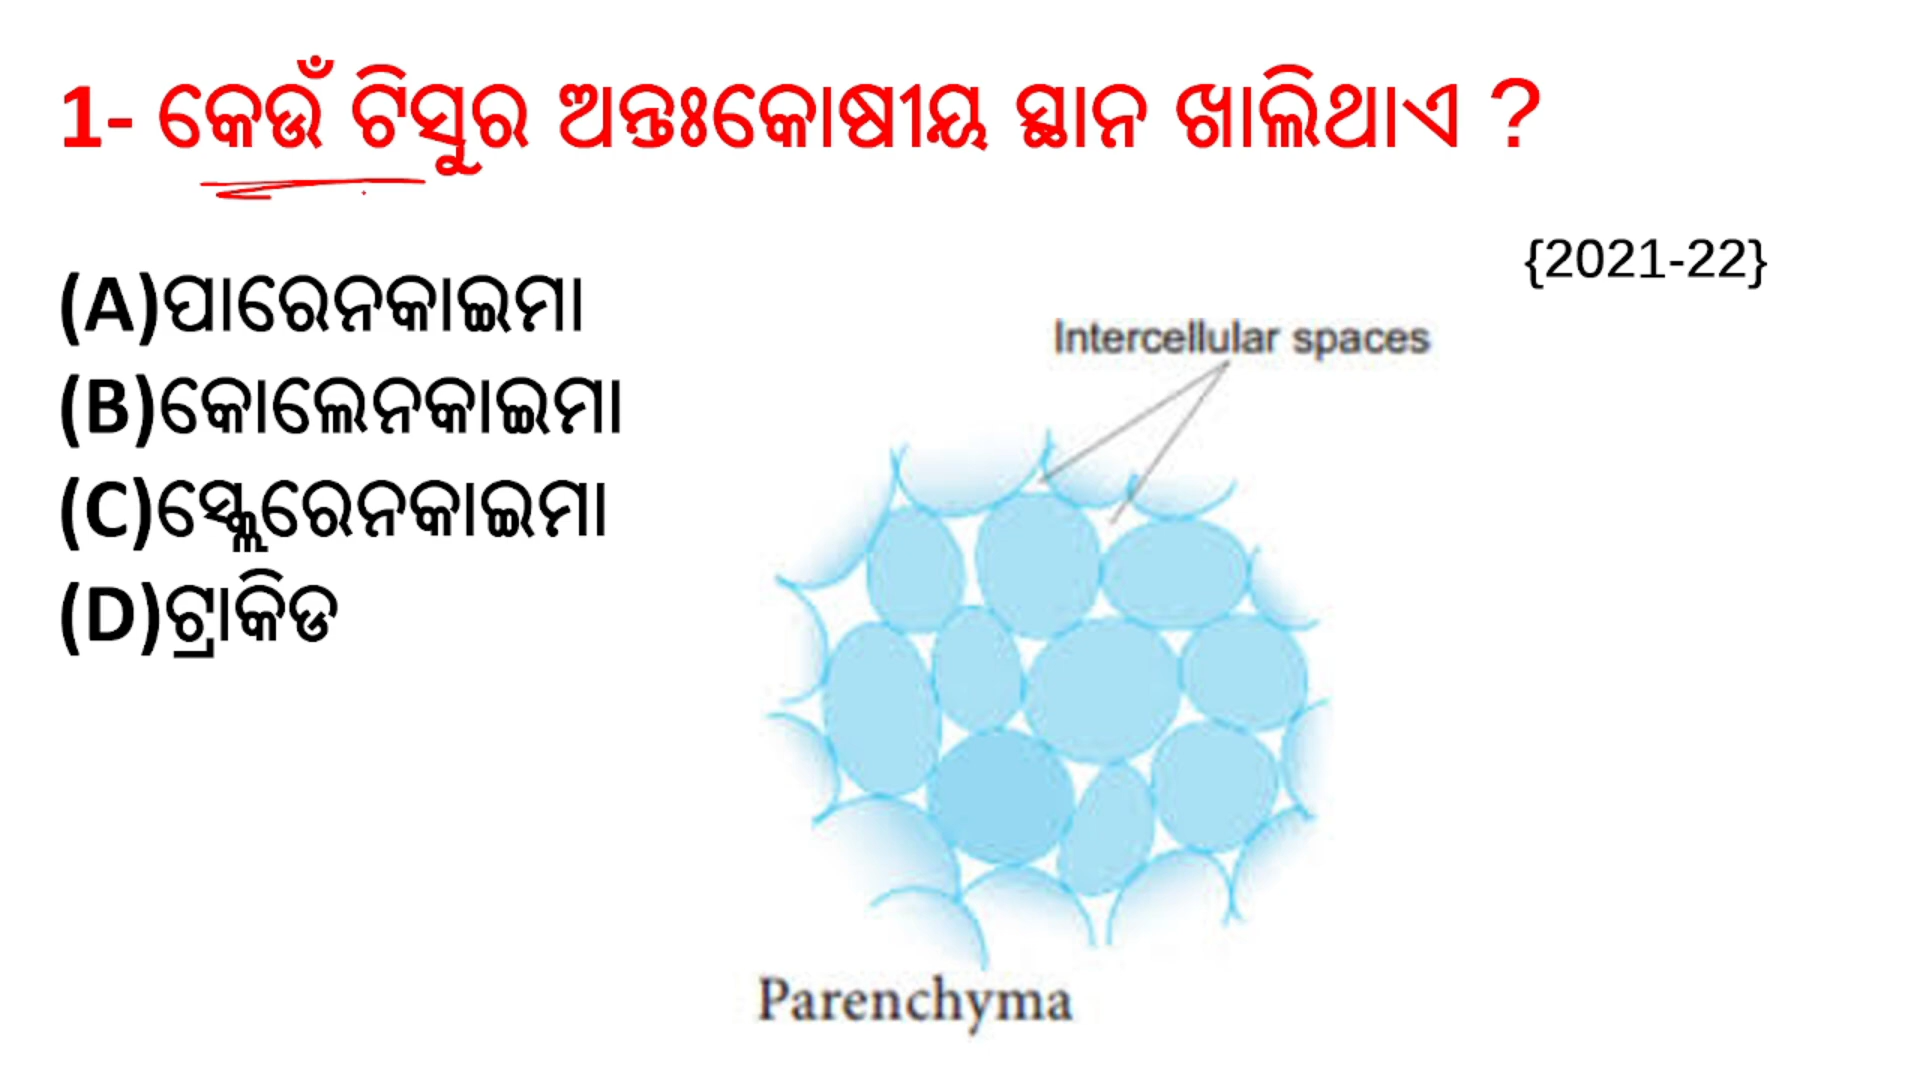 1- କେଉଁ ଟିସୁର ଅନ୍ତଃକୋଷୀୟ ସ୍ଥାନ ଖାଲିଥାଏ ?
{2021-22}
(A)ପାରେନକାଇମା
(B)କୋଲେନକାଇମା
(C)ସ୍କ୍ଲେରେନକାଇମା
(D)ଟ୍ରାକିଡ
Intercellular spaces
Parenchyma